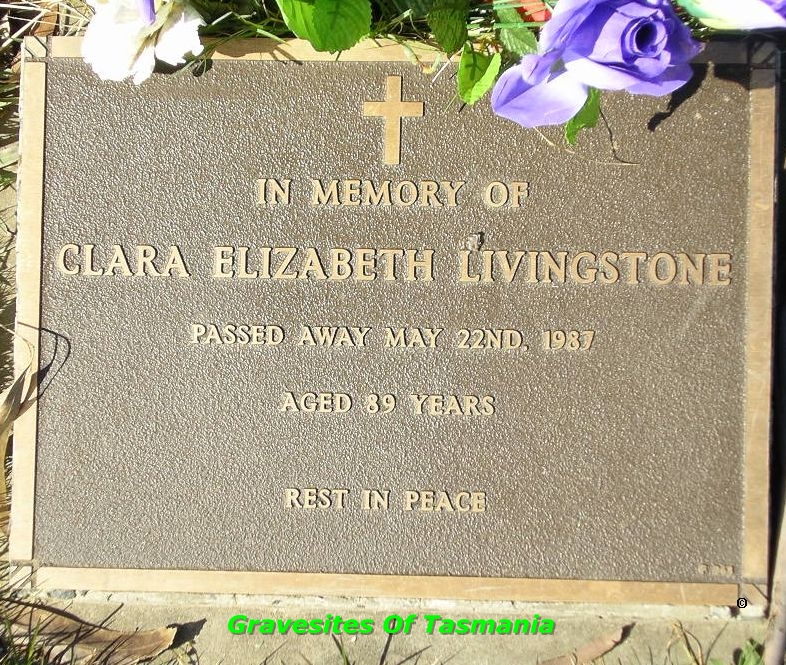 IN MEMORY OF
CLARA ELIZABETH LIVINGSTONE
PASSED AWAY MAY 22ND, 1987
AGED 89 YEARS
REST IN PEACE
©
Gravesites Of Tasmania